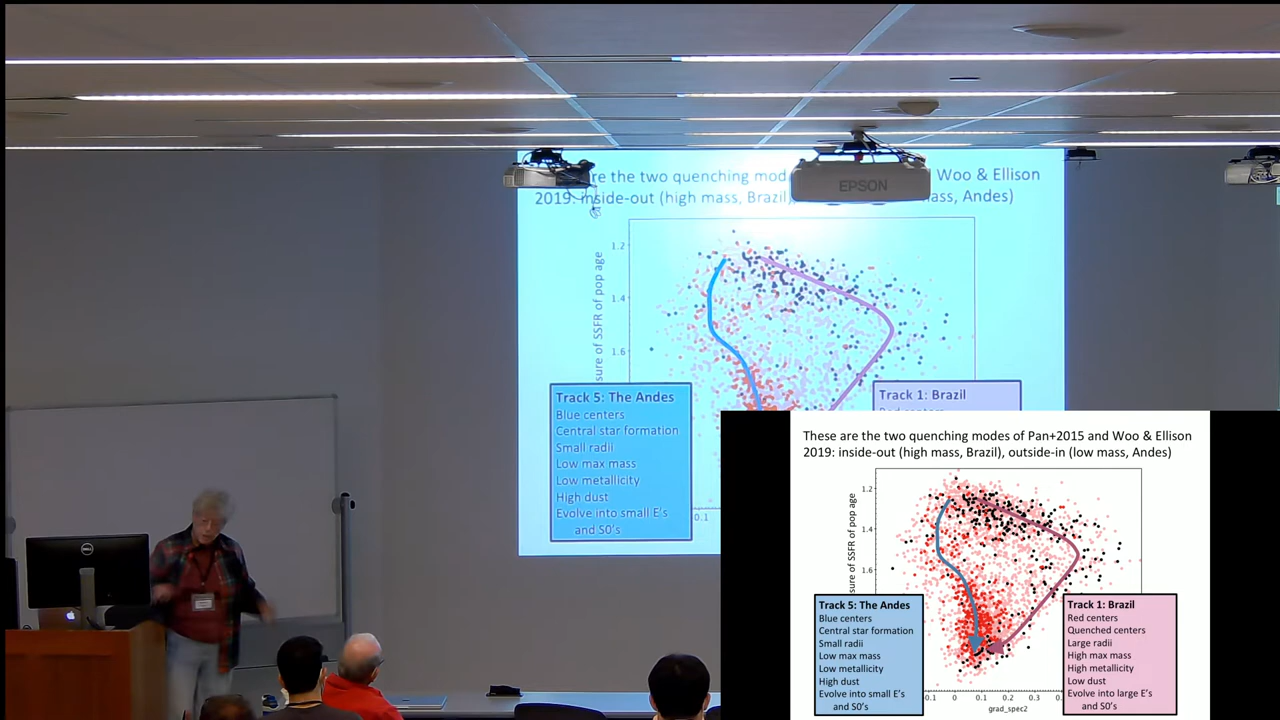 re the two quenching mod
Woo & Ellison
2019: inside-out (high mass, Brazil),
ass, Andes)
EPSON
1.2
1.4
1.6
sure of SSFR of pop age
Track 5: The Andes
Blue centers
Central star formation
Small radii
Low max mass
Low metallicity
High dust
Evolve into small E's
and S0's
0.1
Track 1: Brazil
DELL
These are the two quenching modes of Pan+2015 and Woo & Ellison
2019: inside-out (high mass, Brazil), outside-in (low mass, Andes)
1.2
1.4
1.6
sure of SSFR of pop age
Track 5: The Andes
Blue centers
Central star formation
Small radii
Low max mass
Low metallicity
High dust
Evolve into small E's
and S0's
Track 1: Brazil
Red centers
Quenched centers
Large radii
High max mass
High metallicity
Low dust
Evolve into large E's
and S0's
-0.1 0 0.1 0.2 0.3 0.
grad_spec2